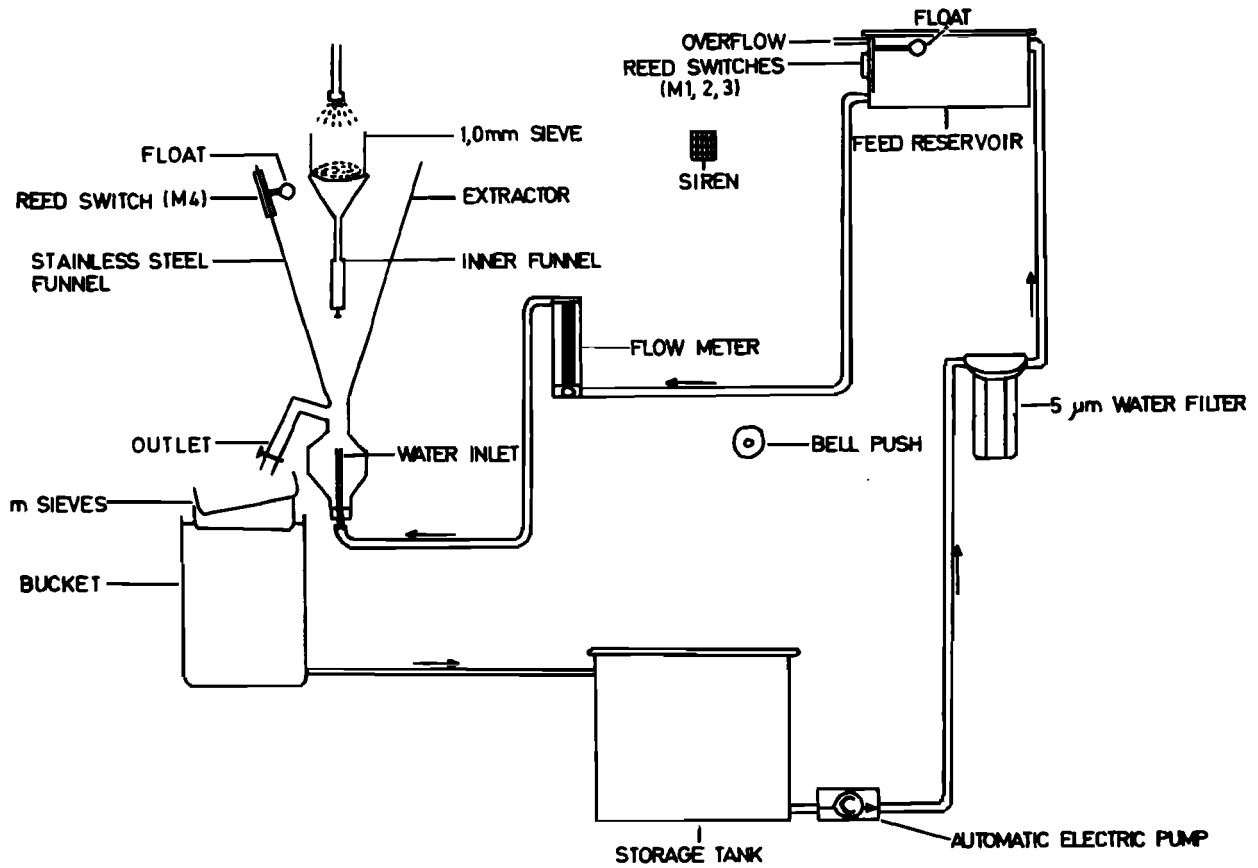 FLOAT
OVERFLOW
REED SWITCHES
(M1, 2, 3)
1,0mm SIEVE
FEED RESERVOIR
FLOAT
SIREN
REED SWITCH (M4)
EXTRACTOR
STAINLESS STEEL
FUNNEL
INNER FUNNEL
FLOW METER
5 µm WATER FILTER
OUTLET
WATER INLET
BELL PUSH
m SIEVES
BUCKET
AUTOMATIC ELECTRIC PUMP
STORAGE TANK